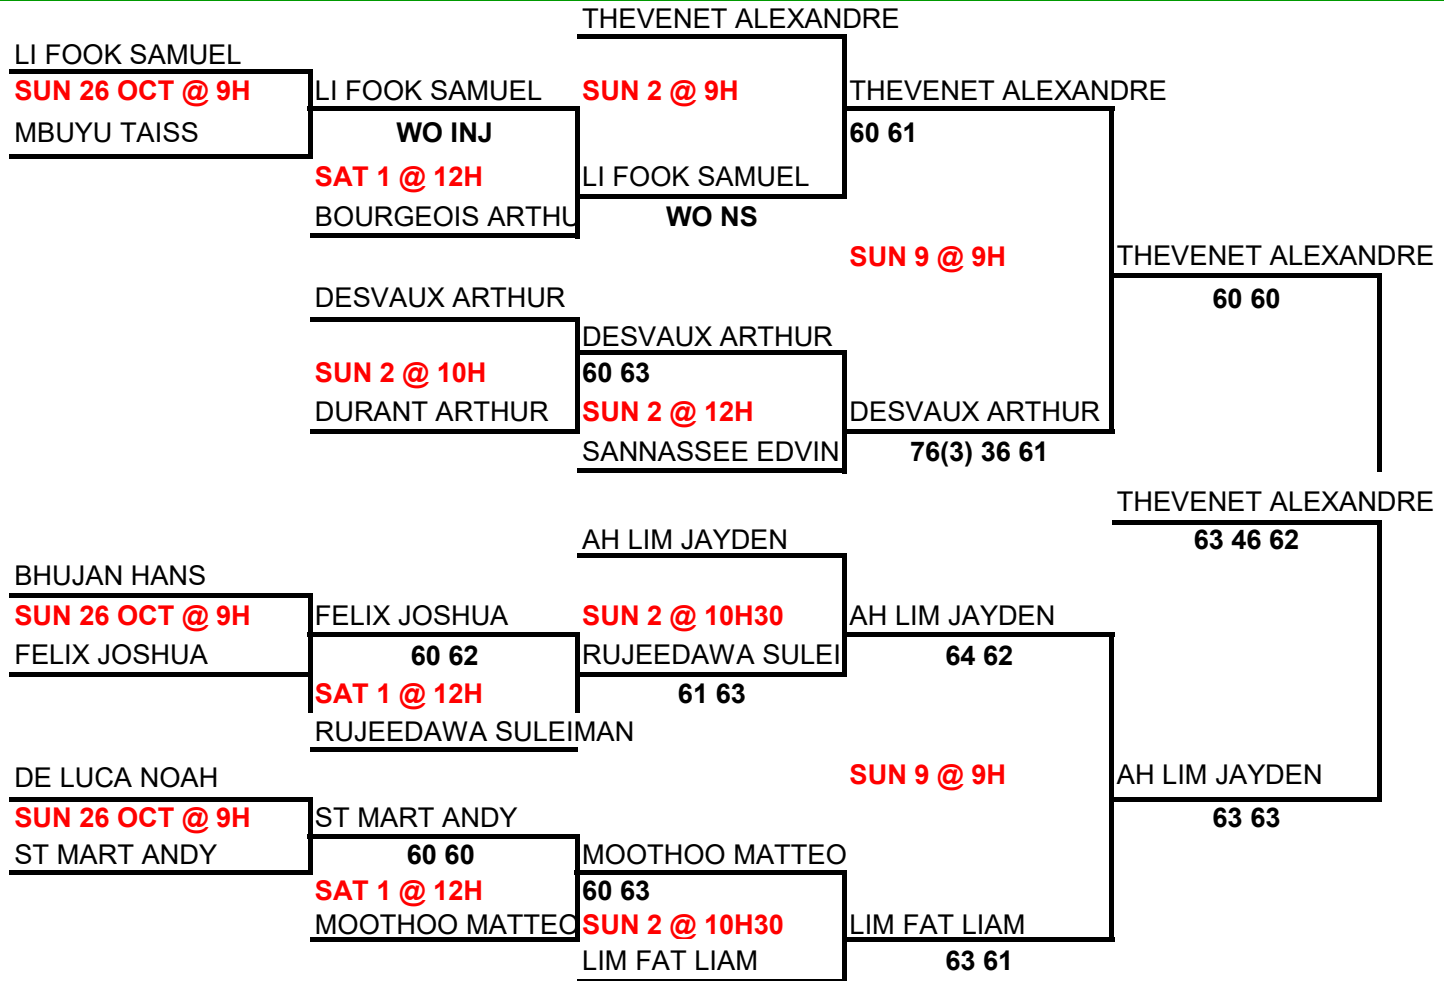 THEVENET ALEXANDRE
LI FOOK SAMUEL
SUN 26 OCT @ 9H
LI FOOK SAMUEL
SUN 2 @ 9H
THEVENET ALEXANDRE
MBUYU TAISS
WO INJ
60 61
SAT 1 @ 12H
LI FOOK SAMUEL
BOURGEOIS ARTHU
WO NS
SUN 9 @ 9H
THEVENET ALEXANDRE
DESVAUX ARTHUR
60 60
DESVAUX ARTHUR
SUN 2 @ 10H
60 63
DURANT ARTHUR
SUN 2 @ 12H
DESVAUX ARTHUR
SANNASSEE EDVIN
76(3) 36 61
THEVENET ALEXANDRE
AH LIM JAYDEN
63 46 62
BHUJAN HANS
SUN 26 OCT @ 9H
FELIX JOSHUA
SUN 2 @ 10H30
AH LIM JAYDEN
FELIX JOSHUA
60 62
RUJEEDAWA SULEI
64 62
SAT 1 @ 12H
61 63
RUJEEDAWA SULEIMAN
DE LUCA NOAH
SUN 9 @ 9H
AH LIM JAYDEN
SUN 26 OCT @ 9H
ST MART ANDY
63 63
ST MART ANDY
60 60
MOOTHOO MATTEO
SAT 1 @ 12H
60 63
MOOTHOO MATTEO
SUN 2 @ 10H30
LIM FAT LIAM
LIM FAT LIAM
63 61